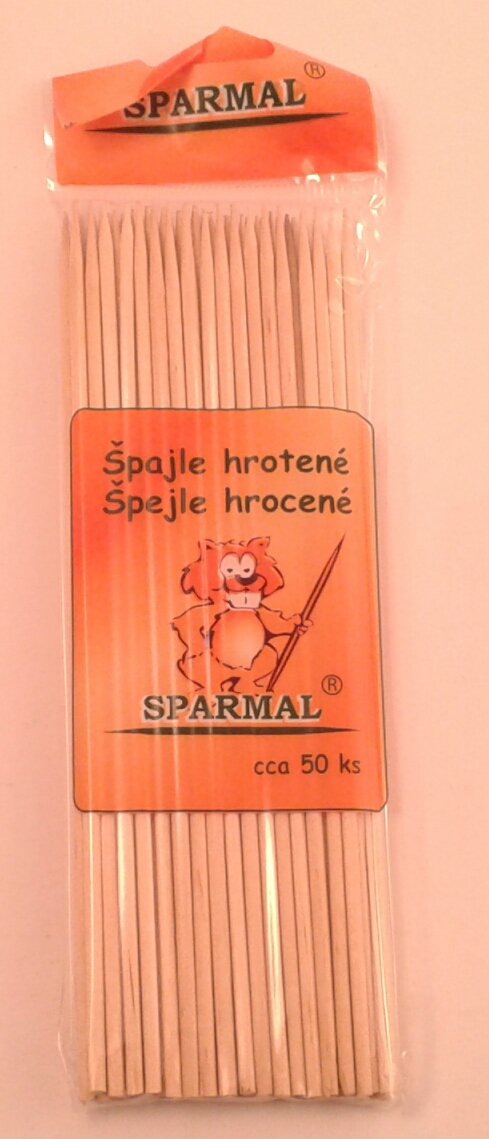 SPARMAL®
Špajle hrotené
Špejle hrocené
SPARMAL®
cca 50 ks